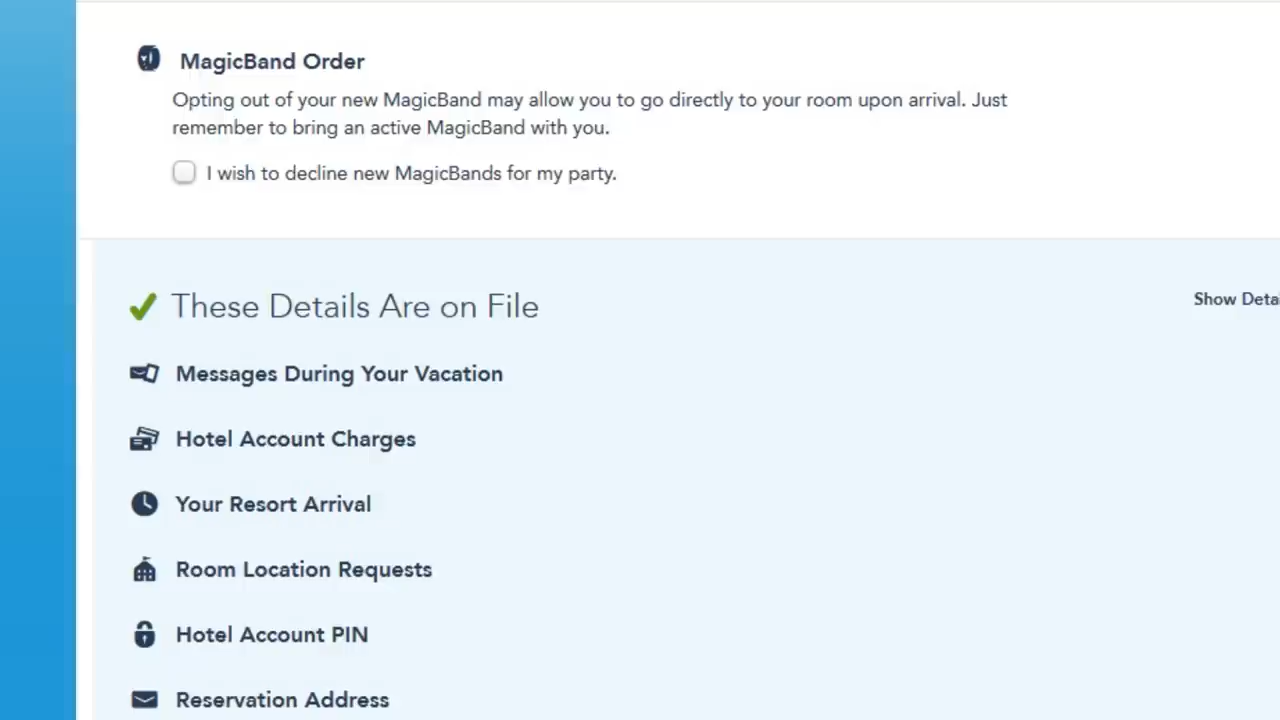 MagicBand Order
Opting out of your new MagicBand may allow you to go directly to your room upon arrival. Just
remember to bring an active MagicBand with you.
I wish to decline new MagicBands for my party.
These Details Are on File
Show
Messages During Your Vacation
Hotel Account Charges
Your Resort Arrival
Room Location Requests
Hotel Account PIN
Reservation Address